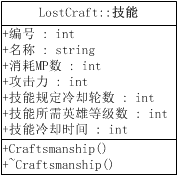 LostCraft::技能
+编号 : int
+名称 : string
+消耗MP数 : int
+攻击力 : int
+技能规定冷却轮数 : int
+技能所需英雄等级数 : int
+技能冷却时间 : int
+Craftsmanship()
+~Craftsmanship()